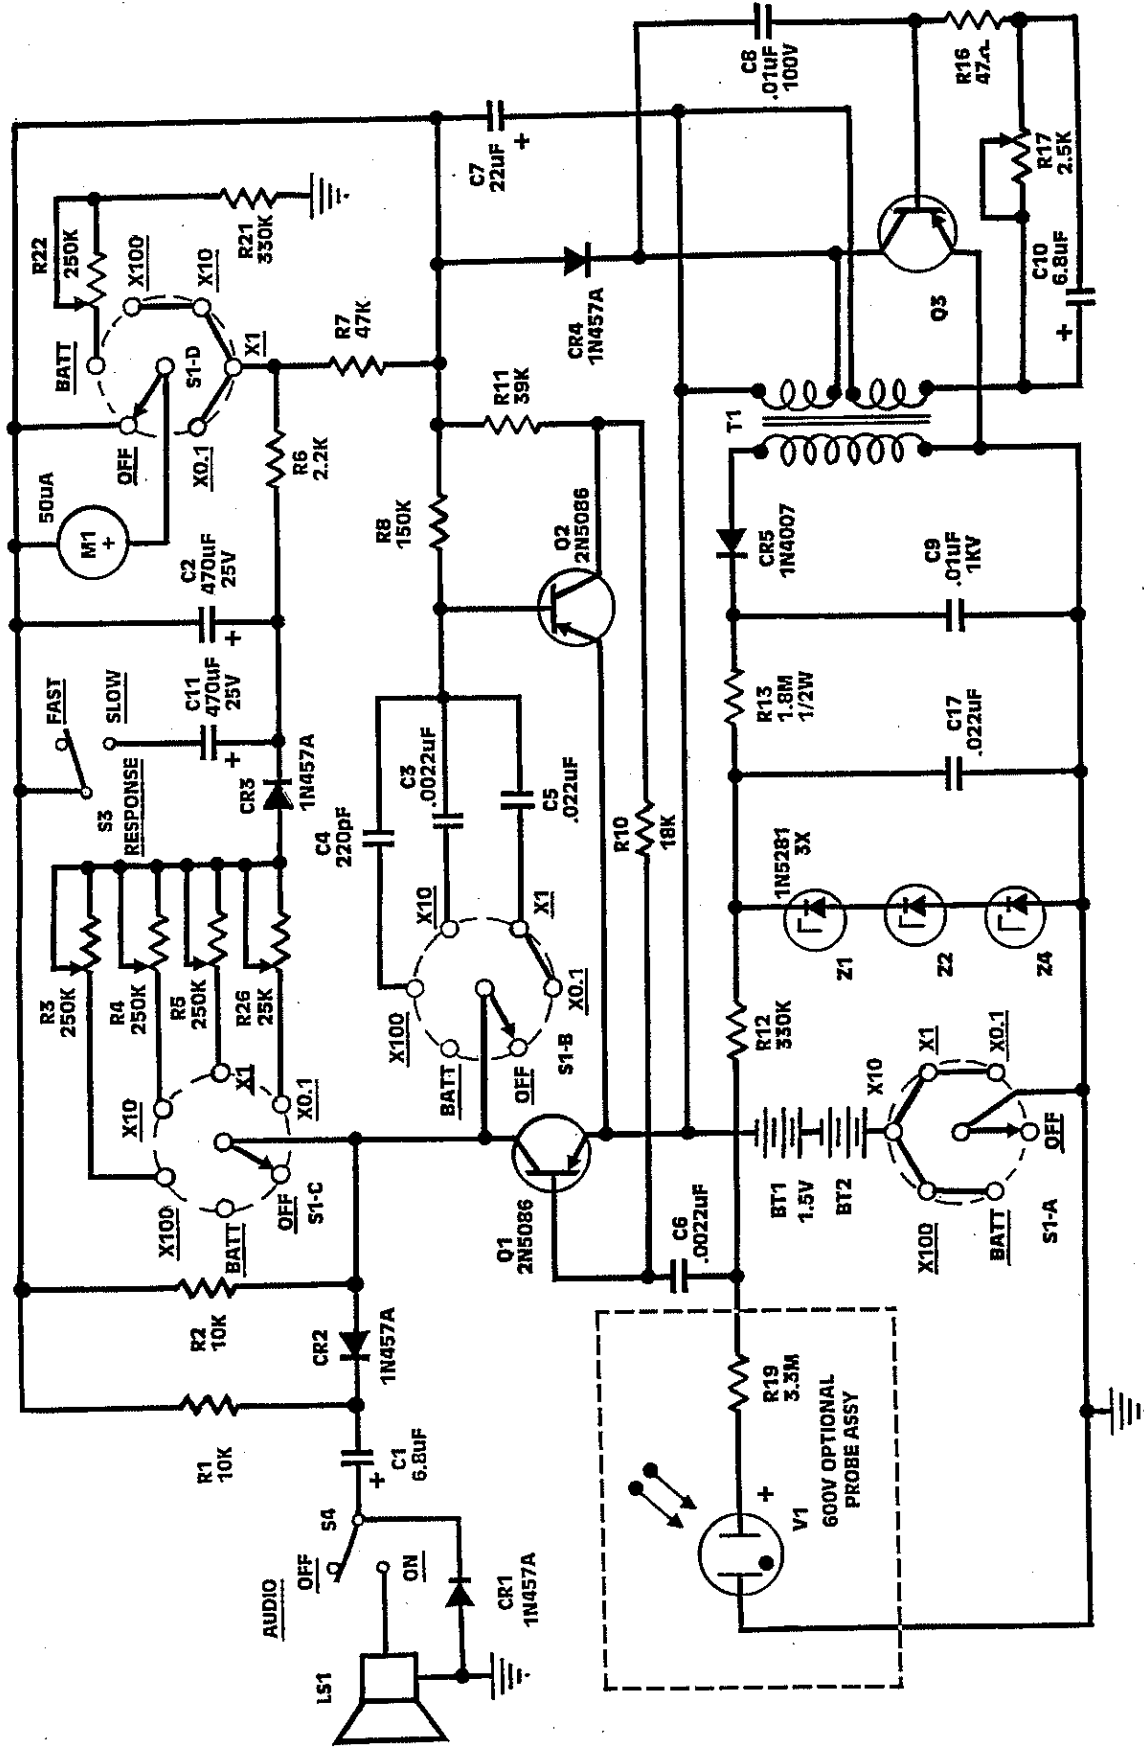 R3
250K
R4
250K
R5
250K
R26
25K
X100
X10
X1
X0.1
BATT
OFF
S1-C
R1
10K
R2
10K
CR2
1N457A
AUDIO
OFF
S4
ON
C1
6.8uF
+
LS1
CR1
1N457A
FAST
SLOW
S3
RESPONSE
C11
470uF
25V
+
CR3
1N457A
C2
470uF
25V
+
50uA
M1
+
BATT
OFF
X0.1
X1
X10
X100
S1-D
R22
250K
R21
330K
R6
2.2K
R7
47K
C4
220pF
C3
.0022uF
C5
.022uF
X100
X10
X1
X0.1
BATT
OFF
S1-B
R8
150K
R11
39K
Q1
2N5086
Q2
2N5086
R10
18K
C6
.0022uF
C7
22uF
+
CR4
1N457A
C8
.01uF
100V
R16
47Ω
R17
2.5K
C10
6.8uF
+
Q3
T1
CR5
1N4007
R13
1.8M
1/2W
C9
.01uF
1KV
C17
.022uF
1N5281
3X
Z1
Z2
Z4
R12
330K
BT1
1.5V
BT2
X10
X1
X0.1
OFF
X100
BATT
S1-A
R19
3.3M
V1
+
600V OPTIONAL
PROBE ASSY